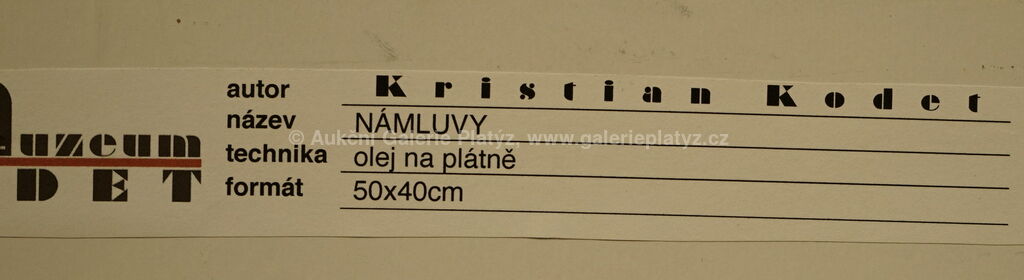 autor Kristian Kodet
název NÁMLUVY
© Aukční Galerie Platýz, www.galerieplatyz.cz
uzeum technika olej na plátně
DET formát 50x40cm